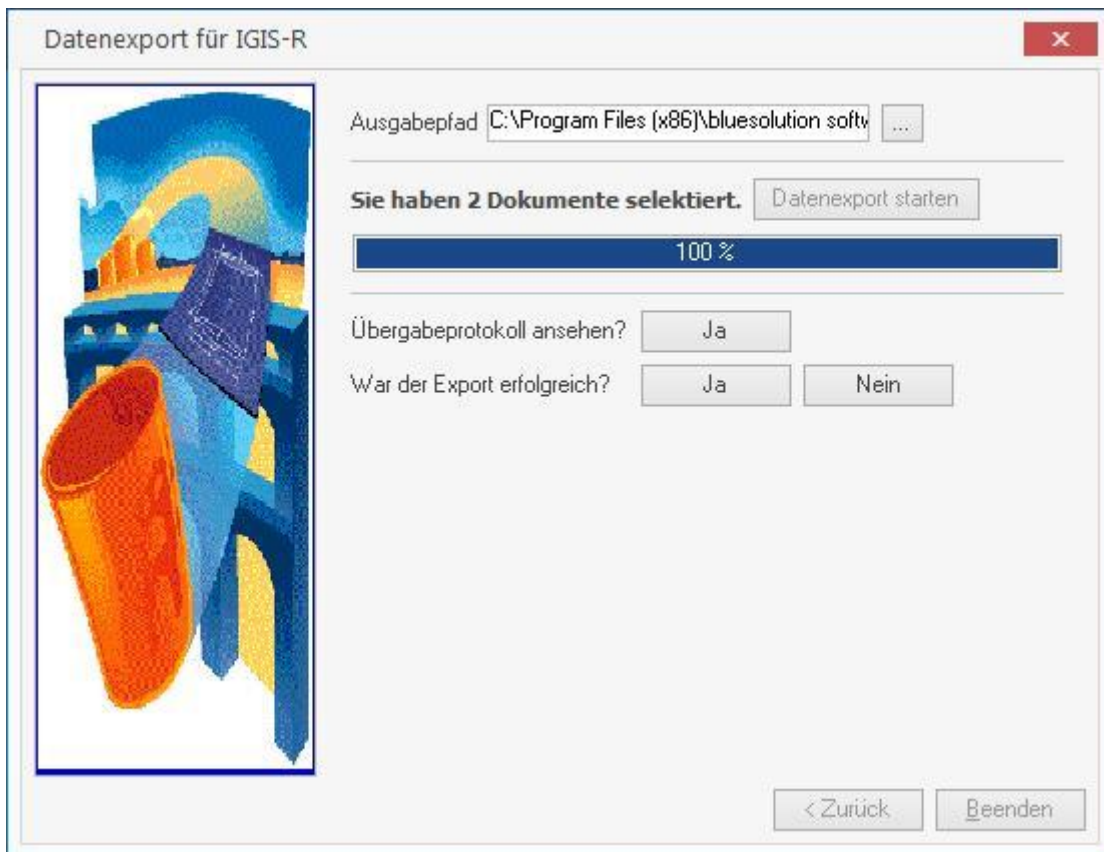 Datenexport für IGIS-R
Ausgabepfad C:\Program Files (x86)\bluesolution softw ...
Sie haben 2 Dokumente selektiert. Datenexport starten
100 %
Übergabeprotokoll ansehen? Ja
War der Export erfolgreich? Ja Nein
< Zurück Beenden